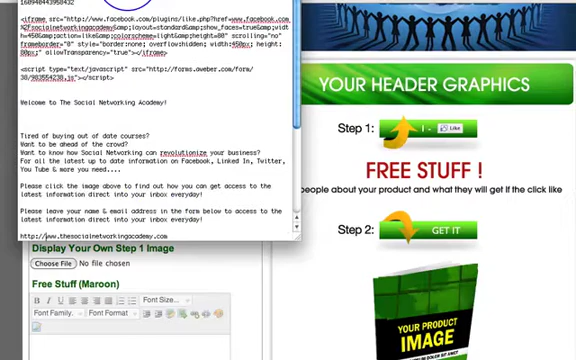 168948443958432
<iframe src="http://www.facebook.com/plugins/like.php?href=www.facebook.com
%2Fsocialnetworkingacademy&amp;layout=standard&amp;show_faces=true&amp;wi
dth=450&amp;action=like&amp;colorscheme=light&amp;height=80" scrolling="no"
frameborder="0" style="border:none; overflow:hidden; width:450px; height:
80px;" allowTransparency="true"></iframe>
<script type="text/javascript" src="http://forms.aweber.com/form/
38/983554238.js"></script>
Welcome to The Social Networking Academy!
Tired of buying out of date courses?
Want to be ahead of the crowd?
Want to know how Social Networking can revolutionize your business?
For all the latest up to date information on Facebook, Linked In, Twitter,
You Tube & more you need....
Please click the image above to find out how you can get access to the
latest information direct into your inbox everyday!
Please leave your name & email address in the form below to access to the
latest information direct into your inbox everyday!
http://www.thesocialnetworkingacademy.com
Display Your Own Step 1 Image
Choose File No file chosen
Free Stuff (Maroon)
B I U
Font Size...
Font Family. Font Format
YOUR HEADER GRAPHICS
Step 1:
Like
FREE STUFF !
people about your product and what they will get if the click like
Step 2:
GET IT
YOUR PRODUCT
IMAGE